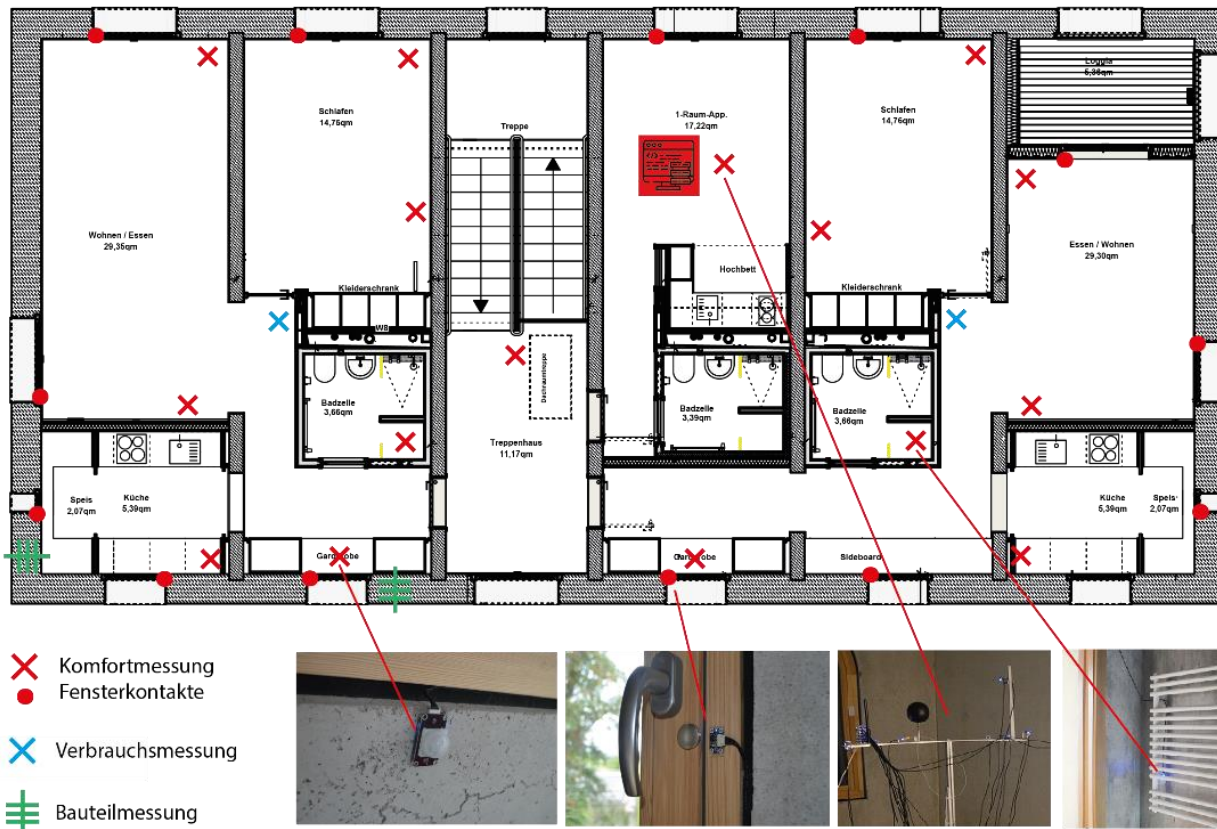 Loggia
5,36qm
Schlafen
14,75qm
1-Raum-App.
17,22qm
Schlafen
14,76qm
Treppe
Wohnen / Essen
29,35qm
Essen / Wohnen
29,30qm
Hochbett
Kleiderschrank
Kleiderschrank
WB
Dachraumtreppe
Badzelle
3,66qm
Badzelle
3,39qm
Badzelle
3,66qm
Treppenhaus
11,17qm
Speis
2,07qm
Küche
5,39qm
Küche
5,39qm
Speis
2,07qm
Garderobe
Garderobe
Sideboard
Komfortmessung
Fensterkontakte
Verbrauchsmessung
Bauteilmessung